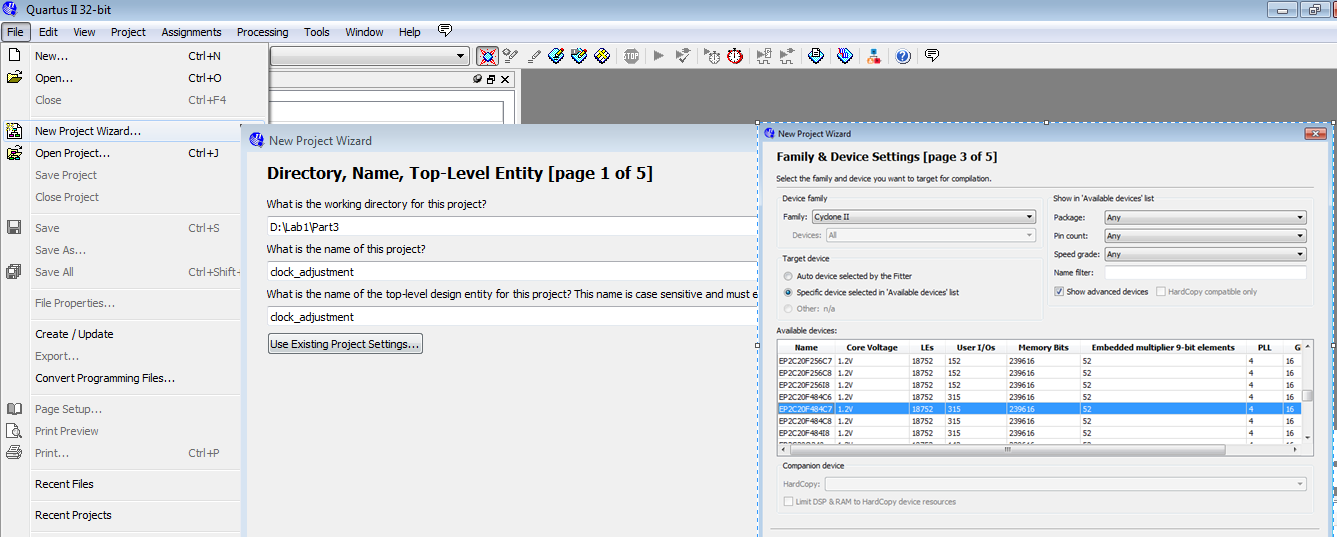 Quartus II 32-bit
File Edit View Project Assignments Processing Tools Window Help
New... Ctrl+N
Open... Ctrl+O
Close Ctrl+F4
New Project Wizard...
Open Project... Ctrl+J
Save Project
Close Project
Save Ctrl+S
Save As...
Save All Ctrl+Shift-
File Properties...
Create / Update
Export...
Convert Programming Files...
Page Setup...
Print Preview
Print... Ctrl+P
Recent Files
Recent Projects
STOP
New Project Wizard
Directory, Name, Top-Level Entity [page 1 of 5]
What is the working directory for this project?
D:\Lab1\Part3
What is the name of this project?
clock_adjustment
What is the name of the top-level design entity for this project? This name is case sensitive and must e
clock_adjustment
Use Existing Project Settings...
New Project Wizard
Family & Device Settings [page 3 of 5]
Select the family and device you want to target for compilation.
Device family
Family: Cyclone II
Devices: All
Target device
Auto device selected by the Fitter
Specific device selected in 'Available devices' list
Other: n/a
Show in 'Available devices' list
Package: Any
Pin count: Any
Speed grade: Any
Name filter:
Show advanced devices HardCopy compatible only
Available devices:
Name Core Voltage LEs User I/Os Memory Bits Embedded multiplier 9-bit elements PLL G
EP2C20F256C7 1.2V 18752 152 239616 52 4 16
EP2C20F256C8 1.2V 18752 152 239616 52 4 16
EP2C20F256I8 1.2V 18752 152 239616 52 4 16
EP2C20F484C6 1.2V 18752 315 239616 52 4 16
EP2C20F484C7 1.2V 18752 315 239616 52 4 16
EP2C20F484C8 1.2V 18752 315 239616 52 4 16
EP2C20F484I8 1.2V 18752 315 239616 52 4 16
Companion device
HardCopy:
Limit DSP & RAM to HardCopy device resources